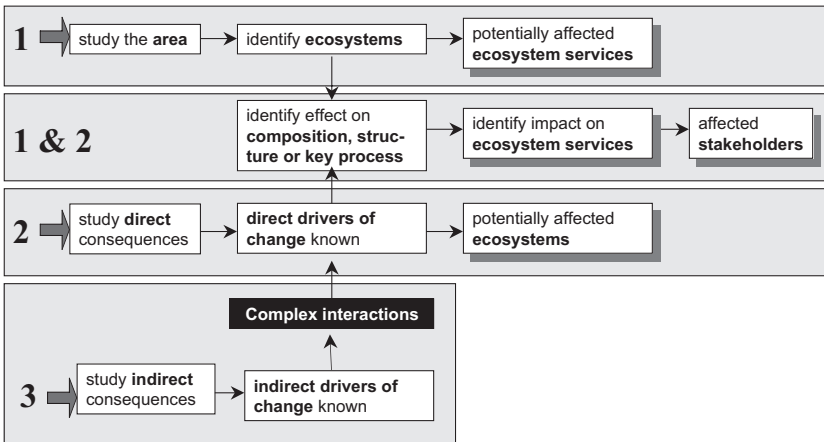 1
study the area
identify ecosystems
potentially affected
ecosystem services
1 & 2
identify effect on
composition, struc-
ture or key process
identify impact on
ecosystem services
affected
stakeholders
2
study direct
consequences
direct drivers of
change known
potentially affected
ecosystems
Complex interactions
3
study indirect
consequences
indirect drivers of
change known